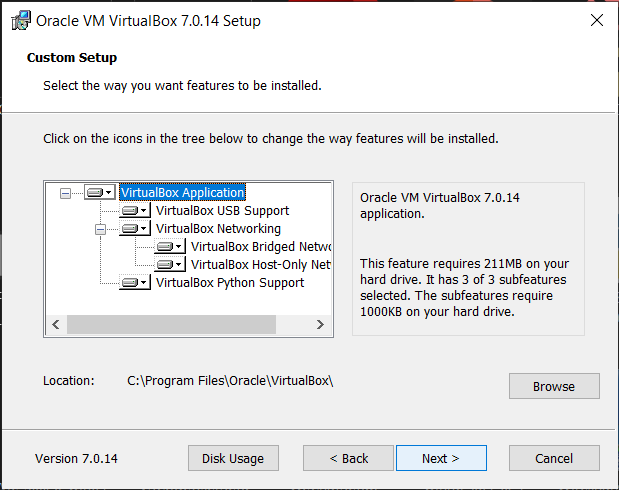 Oracle VM VirtualBox 7.0.14 Setup
Custom Setup
Select the way you want features to be installed.
Click on the icons in the tree below to change the way features will be installed.
VirtualBox Application
VirtualBox USB Support
VirtualBox Networking
VirtualBox Bridged Netw
VirtualBox Host-Only Net
VirtualBox Python Support
Oracle VM VirtualBox 7.0.14
application.
This feature requires 211MB on your
hard drive. It has 3 of 3 subfeatures
selected. The subfeatures require
1000KB on your hard drive.
Location: C:\Program Files\Oracle\VirtualBox\
Browse
Version 7.0.14 Disk Usage < Back Next > Cancel